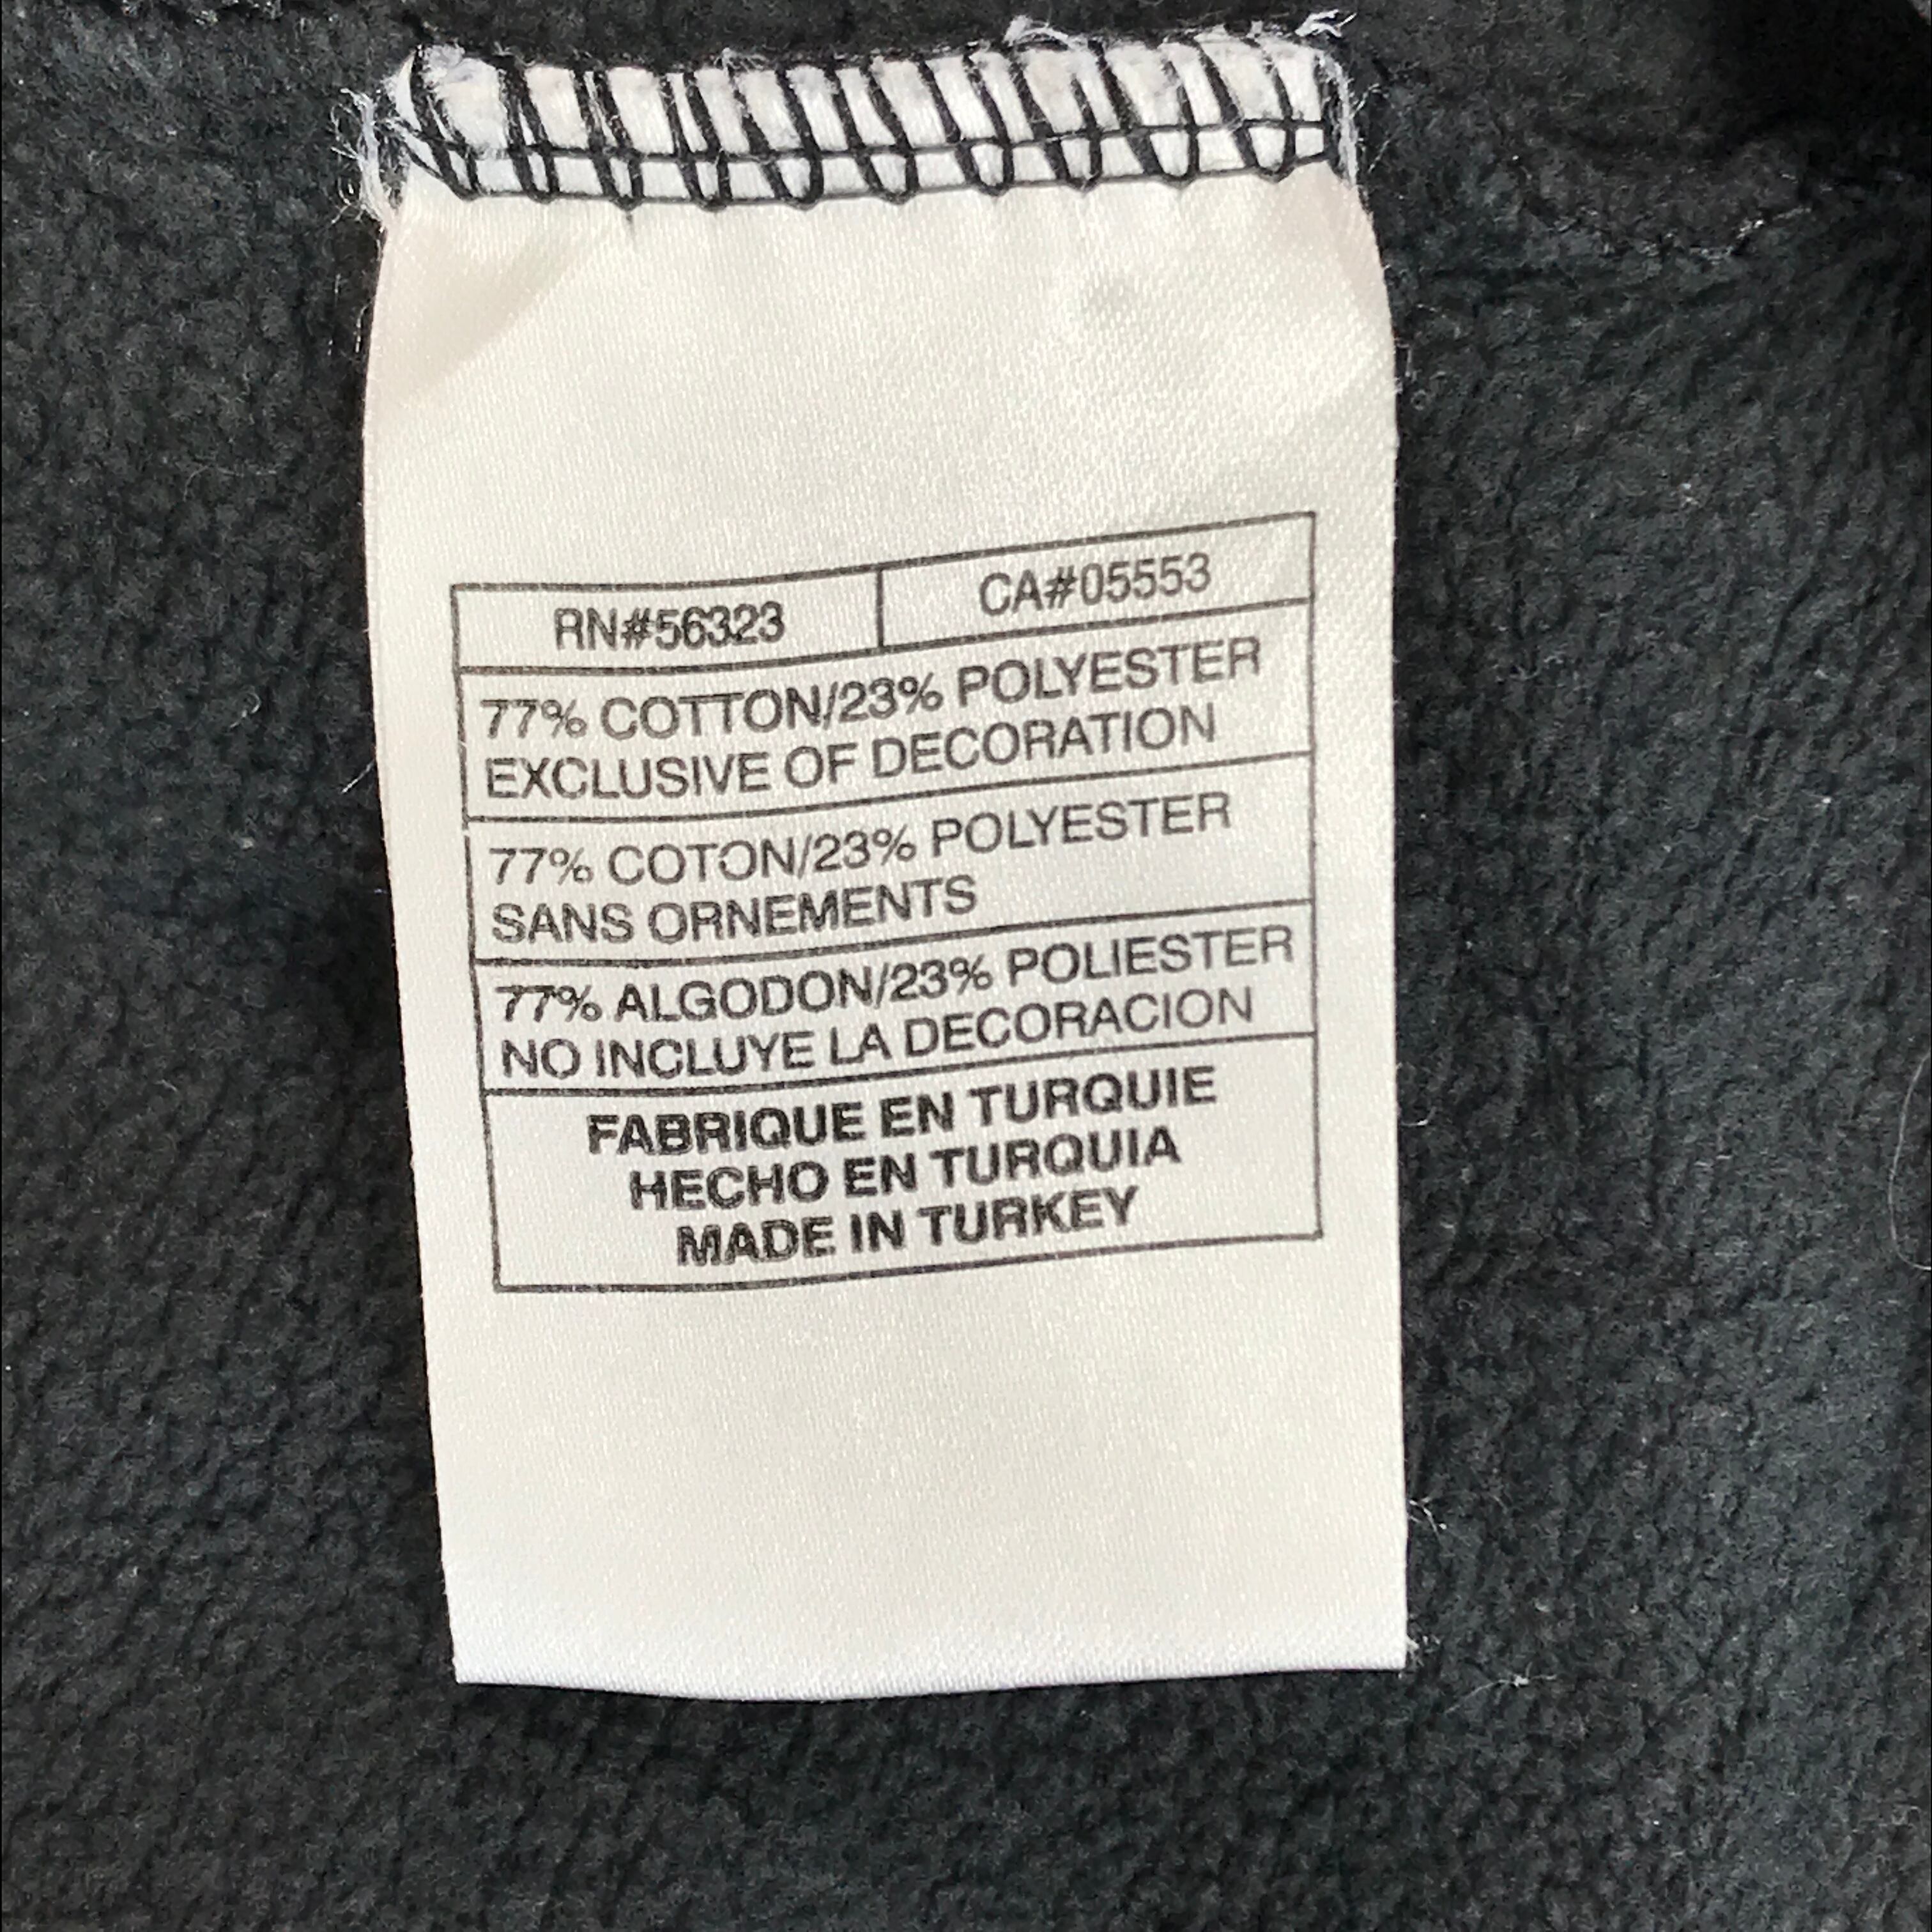 RN#56323 CA#05553
77% COTTON/23% POLYESTER
EXCLUSIVE OF DECORATION
77% COTON/23% POLYESTER
SANS ORNEMENTS
77% ALGODON/23% POLIESTER
NO INCLUYE LA DECORACION
FABRIQUE EN TURQUIE
HECHO EN TURQUIA
MADE IN TURKEY